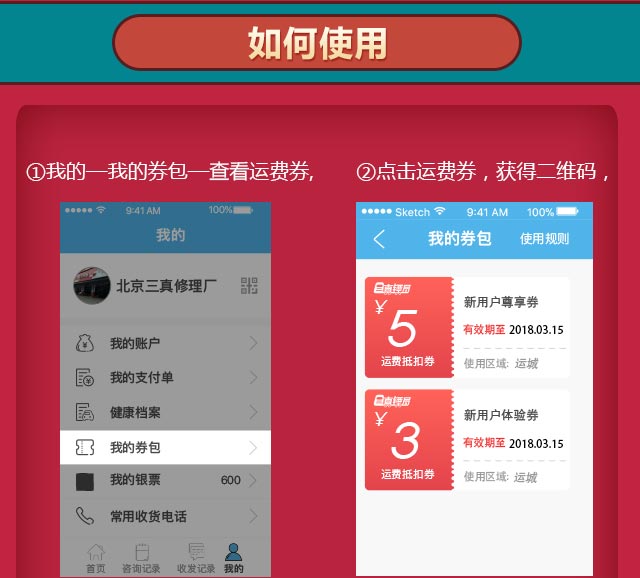 如何使用
①我的—我的券包—查看运费券,
②点击运费券，获得二维码，
9:41 AM
100%
我的
北京三真修理厂
我的账户
我的支付单
健康档案
我的券包
我的银票
600
常用收货电话
首页
咨询记录
收发记录
我的
Sketch
9:41 AM
100%
我的券包
使用规则
¥
5
运费抵扣券
新用户尊享券
有效期至 2018.03.15
使用区域: 运城
¥
3
运费抵扣券
新用户体验券
有效期至 2018.03.15
使用区域: 运城